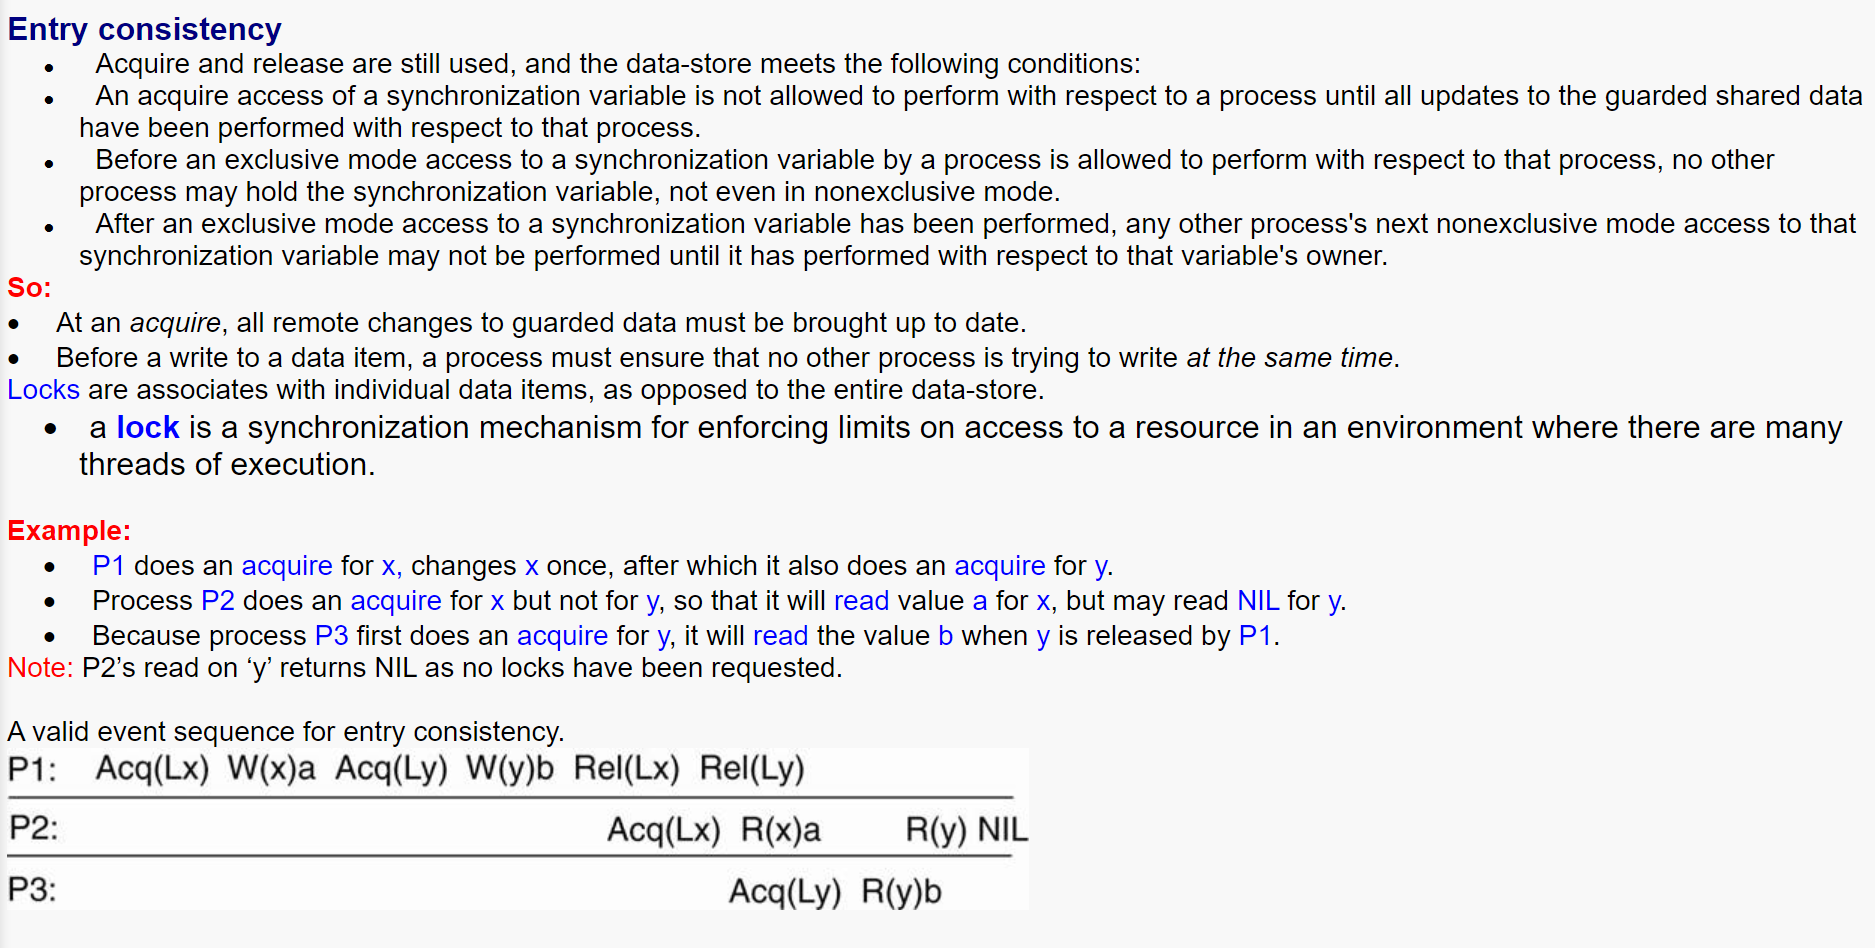 Entry consistency
• Acquire and release are still used, and the data-store meets the following conditions:
• An acquire access of a synchronization variable is not allowed to perform with respect to a process until all updates to the guarded shared data
have been performed with respect to that process.
• Before an exclusive mode access to a synchronization variable by a process is allowed to perform with respect to that process, no other
process may hold the synchronization variable, not even in nonexclusive mode.
• After an exclusive mode access to a synchronization variable has been performed, any other process's next nonexclusive mode access to that
synchronization variable may not be performed until it has performed with respect to that variable's owner.
So:
• At an acquire, all remote changes to guarded data must be brought up to date.
• Before a write to a data item, a process must ensure that no other process is trying to write at the same time.
Locks are associates with individual data items, as opposed to the entire data-store.
• a lock is a synchronization mechanism for enforcing limits on access to a resource in an environment where there are many
threads of execution.
Example:
• P1 does an acquire for x, changes x once, after which it also does an acquire for y.
• Process P2 does an acquire for x but not for y, so that it will read value a for x, but may read NIL for y.
• Because process P3 first does an acquire for y, it will read the value b when y is released by P1.
Note: P2’s read on ‘y’ returns NIL as no locks have been requested.
A valid event sequence for entry consistency.
P1: Acq(Lx) W(x)a Acq(Ly) W(y)b Rel(Lx) Rel(Ly)
P2: Acq(Lx) R(x)a R(y) NIL
P3: Acq(Ly) R(y)b